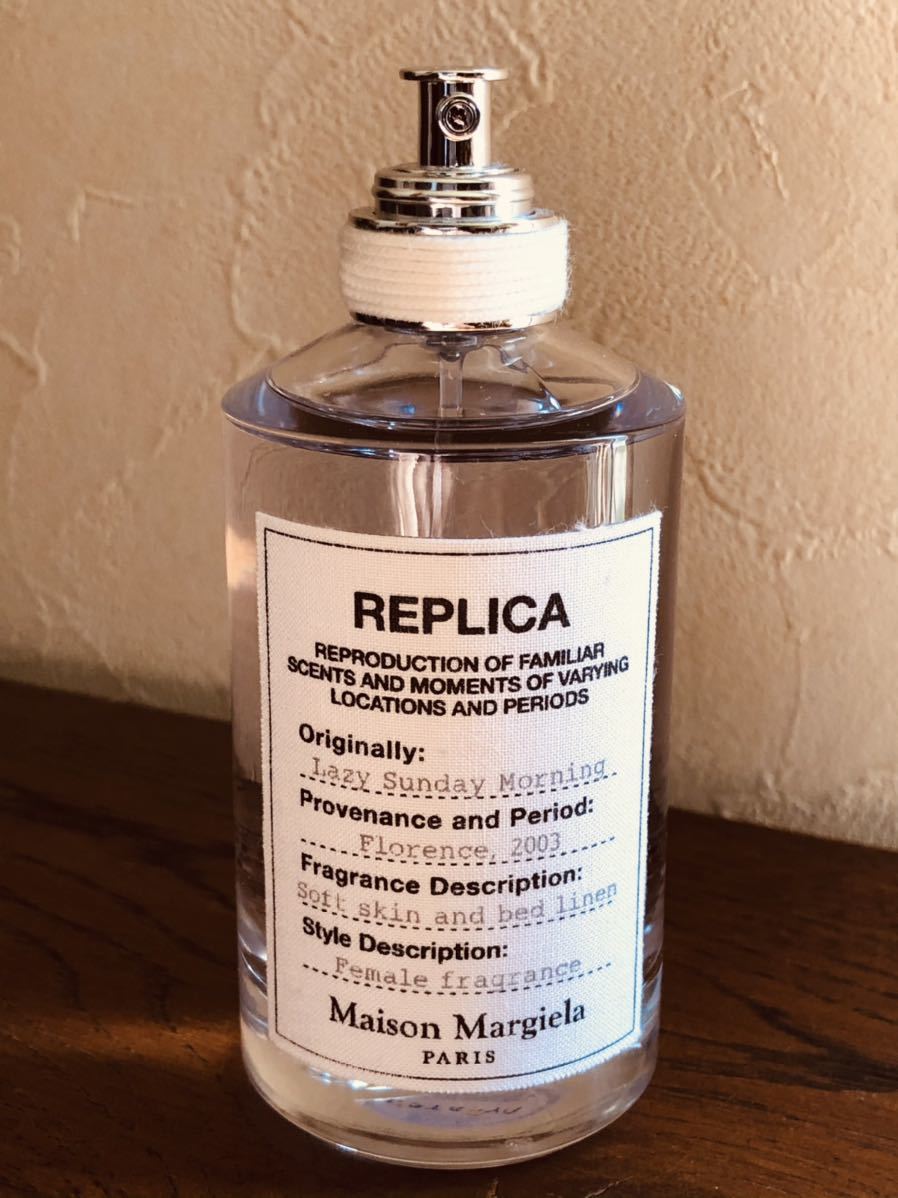 REPLICA
REPRODUCTION OF FAMILIAR
SCENTS AND MOMENTS OF VARYING
LOCATIONS AND PERIODS
Originally:
Lazy Sunday Morning
Provenance and Period:
Florence, 2003
Fragrance Description:
Soft skin and bed linen
Style Description:
Female fragrance
Maison Margiela
PARIS